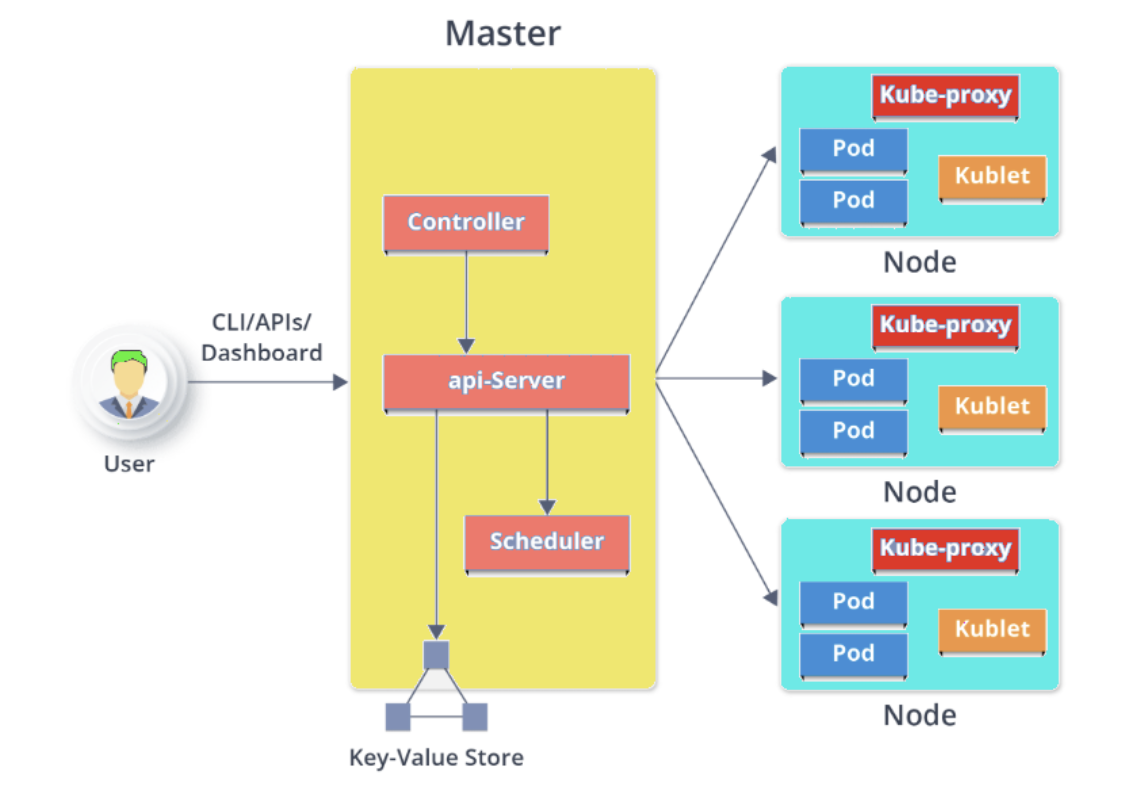 Master
Controller
api-Server
Scheduler
Key-Value Store
CLI/APIs/
Dashboard
User
Kube-proxy
Pod
Pod
Kublet
Node
Kube-proxy
Pod
Pod
Kublet
Node
Kube-proxy
Pod
Pod
Kublet
Node